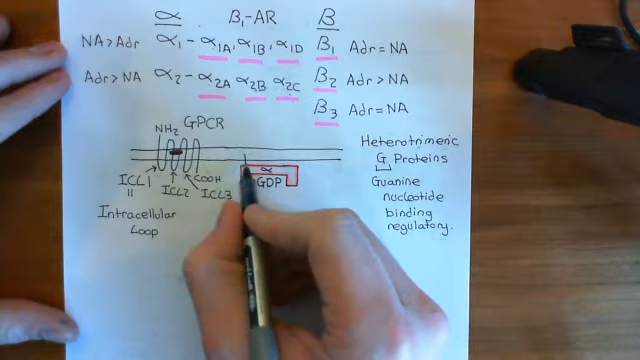 α β₁-AR β
NA>Adr α₁ - α₁A, α₁B, α₁D β₁ Adr = NA
Adr>NA α₂ - α₂A α₂B α₂C β₂ Adr > NA
β₃ Adr = NA
GPCR
NH₂
Heterotrimeric
G Proteins
Guanine
nucleotide
binding
regulatory.
α
GDP
COOH
ICL1
ICL2
ICL3
"
Intracellular
Loop